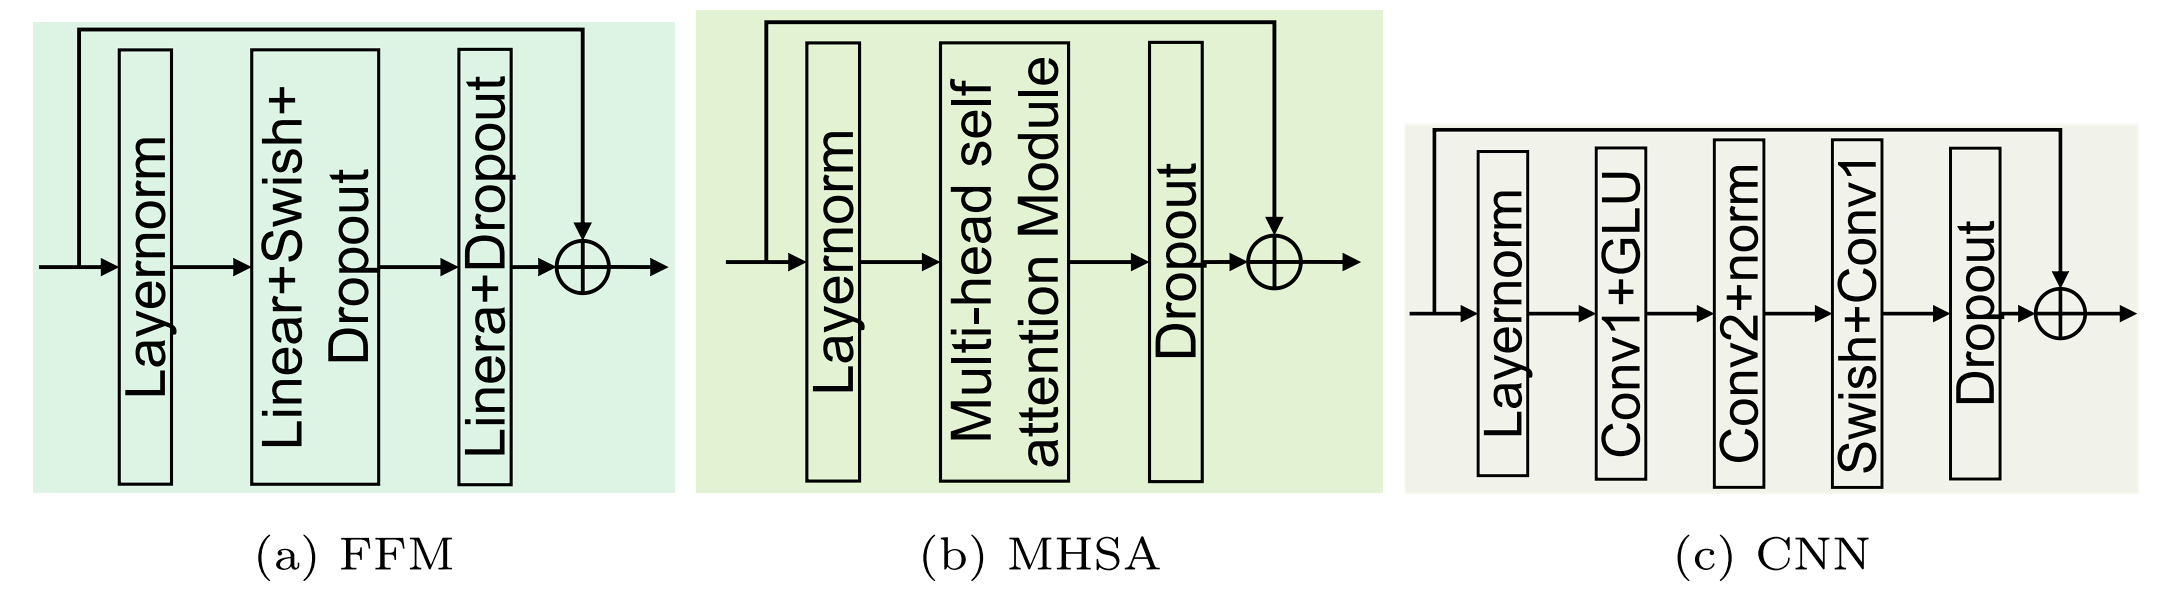 Layernorm
Linear+Swish+
Dropout
Linera+Dropout
(a) FFM
Layernorm
Multi-head self
attention Module
Dropout
(b) MHSA
Layernorm
Conv1+GLU
Conv2+norm
Swish+Conv1
Dropout
(c) CNN